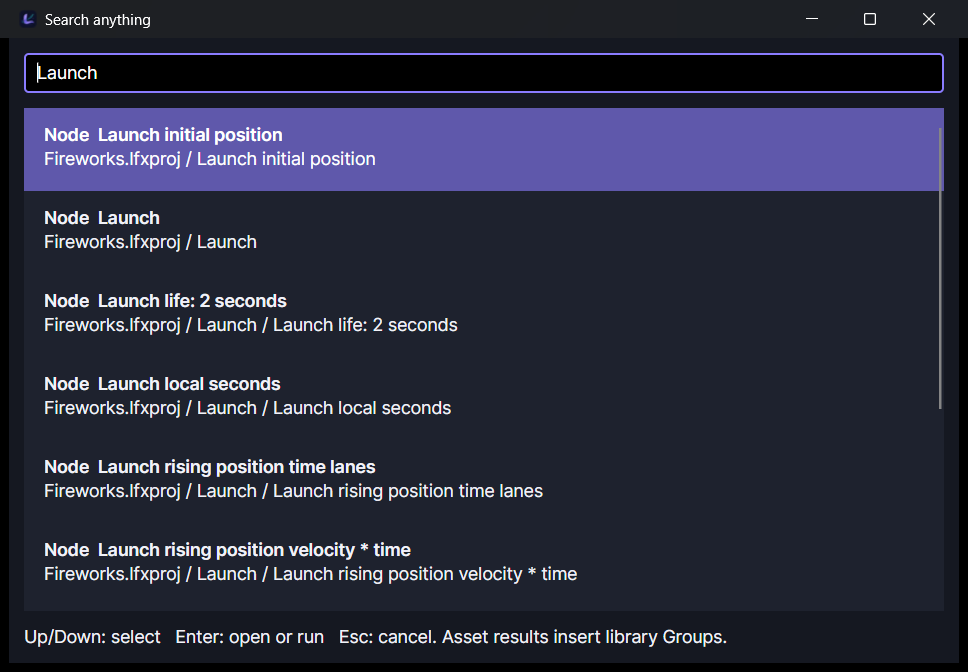 Search anything
Launch
Node Launch initial position
Fireworks.lfxproj / Launch initial position
Node Launch
Fireworks.lfxproj / Launch
Node Launch life: 2 seconds
Fireworks.lfxproj / Launch / Launch life: 2 seconds
Node Launch local seconds
Fireworks.lfxproj / Launch / Launch local seconds
Node Launch rising position time lanes
Fireworks.lfxproj / Launch / Launch rising position time lanes
Node Launch rising position velocity * time
Fireworks.lfxproj / Launch / Launch rising position velocity * time
Up/Down: select Enter: open or run Esc: cancel. Asset results insert library Groups.